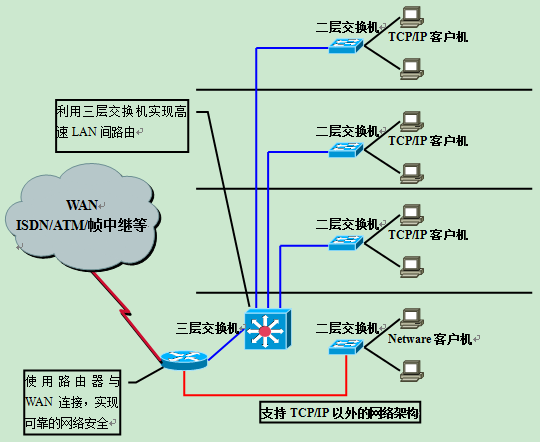 二层交换机
TCP/IP 客户机
利用三层交换机实现高
速 LAN 间路由
二层交换机
TCP/IP 客户机
WAN
ISDN/ATM/帧中继等
二层交换机
TCP/IP 客户机
三层交换机
二层交换机
Netware 客户机
使用路由器与
WAN 连接，实现
可靠的网络安全
支持 TCP/IP 以外的网络架构